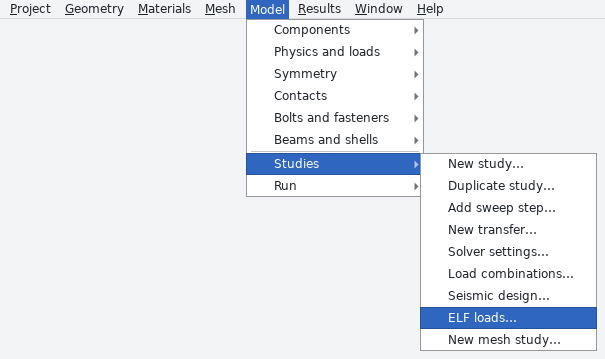 Project Geometry Materials Mesh Model Results Window Help
Components
Physics and loads
Symmetry
Contacts
Bolts and fasteners
Beams and shells
Studies
Run
New study...
Duplicate study...
Add sweep step...
New transfer...
Solver settings...
Load combinations...
Seismic design...
ELF loads...
New mesh study...